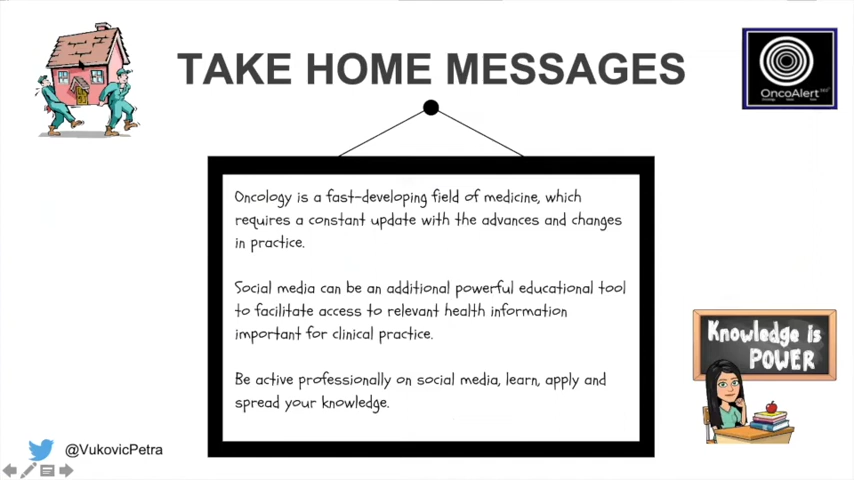 TAKE HOME MESSAGES
OncoAlert
Oncology is a fast-developing field of medicine, which
requires a constant update with the advances and changes
in practice.
Social media can be an additional powerful educational tool
to facilitate access to relevant health information
important for clinical practice.
Be active professionally on social media, learn, apply and
spread your knowledge.
Knowledge is
POWER
@VukovicPetra